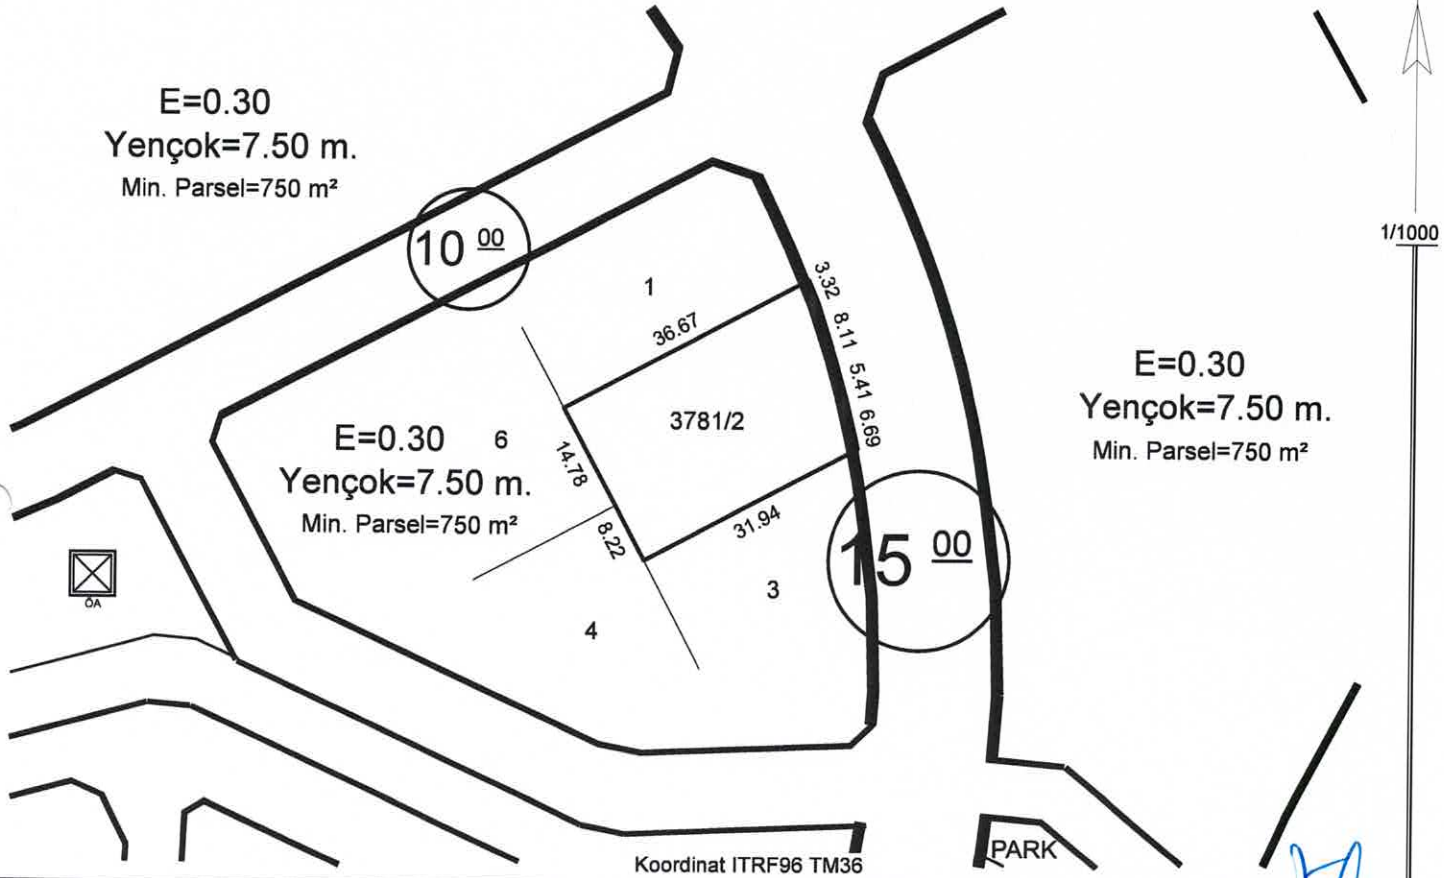 E=0.30
Yençok=7.50 m.
Min. Parsel=750 m²
10 00
1/1000
1
3.32
8.11
5.41
6.69
36.67
E=0.30
Yençok=7.50 m.
Min. Parsel=750 m²
3781/2
E=0.30
6
Yençok=7.50 m.
Min. Parsel=750 m²
14.78
8.22
31.94
15 00
3
4
ÖA
PARK
Koordinat ITRF96 TM36